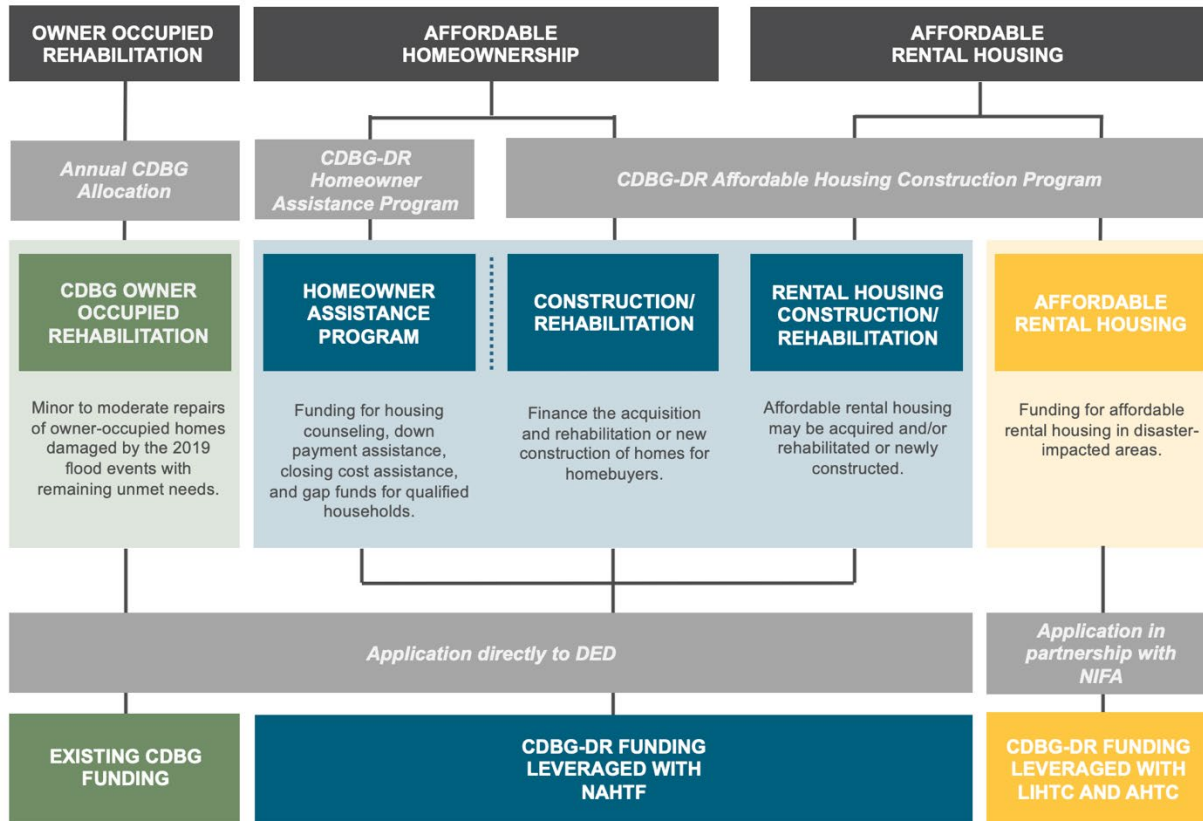 OWNER OCCUPIED
REHABILITATION
AFFORDABLE
HOMEOWNERSHIP
AFFORDABLE
RENTAL HOUSING
Annual CDBG
Allocation
CDBG-DR
Homeowner
Assistance Program
CDBG-DR Affordable Housing Construction Program
CDBG OWNER
OCCUPIED
REHABILITATION
Minor to moderate repairs
of owner-occupied homes
damaged by the 2019
flood events with
remaining unmet needs.
HOMEOWNER
ASSISTANCE
PROGRAM
Funding for housing
counseling, down
payment assistance,
closing cost assistance,
and gap funds for qualified
households.
CONSTRUCTION/
REHABILITATION
Finance the acquisition
and rehabilitation or new
construction of homes for
homebuyers.
RENTAL HOUSING
CONSTRUCTION/
REHABILITATION
Affordable rental housing
may be acquired and/or
rehabilitated or newly
constructed.
AFFORDABLE
RENTAL HOUSING
Funding for affordable
rental housing in disaster-
impacted areas.
Application directly to DED
Application in
partnership with
NIFA
EXISTING CDBG
FUNDING
CDBG-DR FUNDING
LEVERAGED WITH
NAHTF
CDBG-DR FUNDING
LEVERAGED WITH
LIHTC AND AHTC